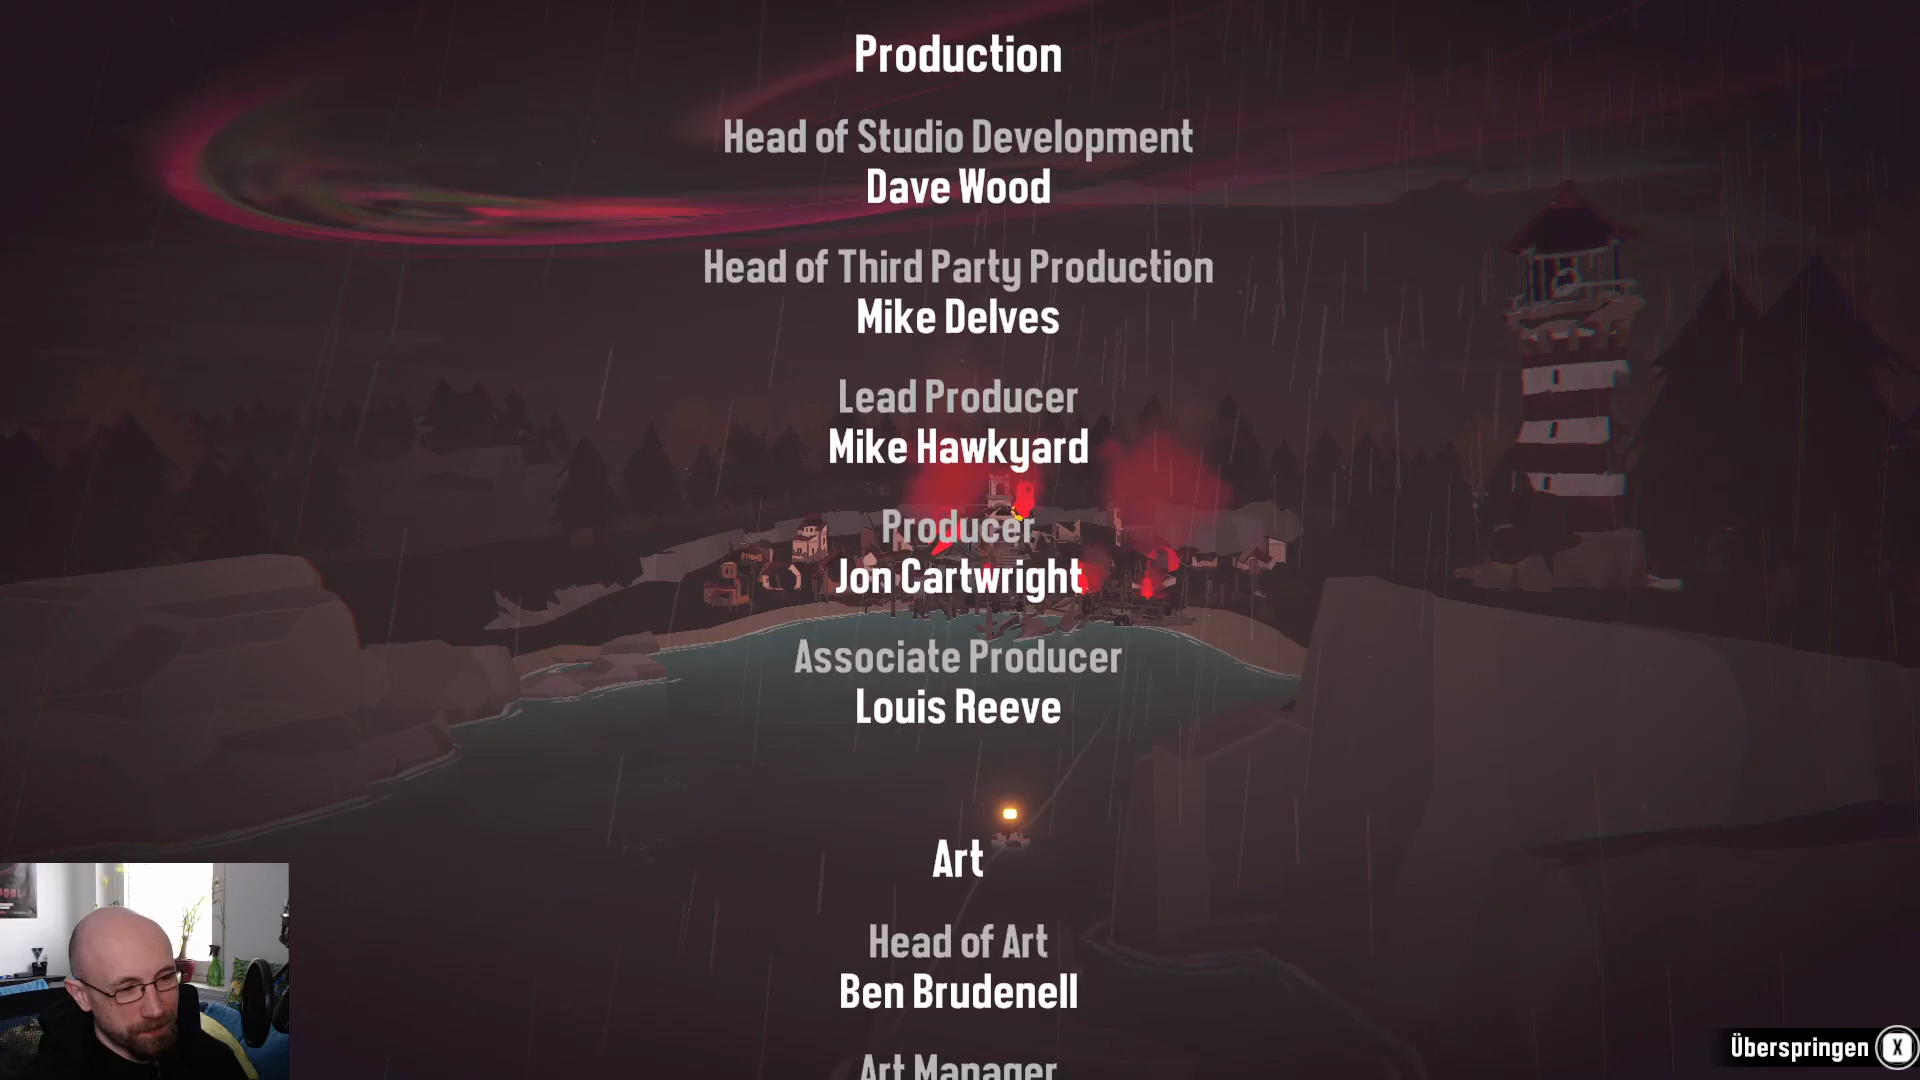 Production
Head of Studio Development
Dave Wood
Head of Third Party Production
Mike Delves
Lead Producer
Mike Hawkyard
Producer
Jon Cartwright
Associate Producer
Louis Reeve
Art
Head of Art
Ben Brudenell
Art Manager
Überspringen X